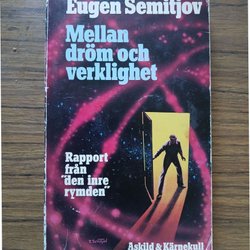 Eugen Semitjov
Mellan
dröm och
verklighet
Rapport
från
"den inre
rymden"
Askild & Kärnekull